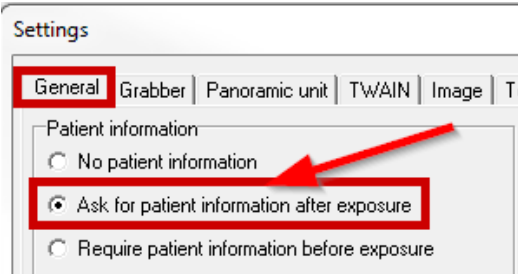 Settings
General Grabber Panoramic unit TWAIN Image T
Patient information
No patient information
Ask for patient information after exposure
Require patient information before exposure